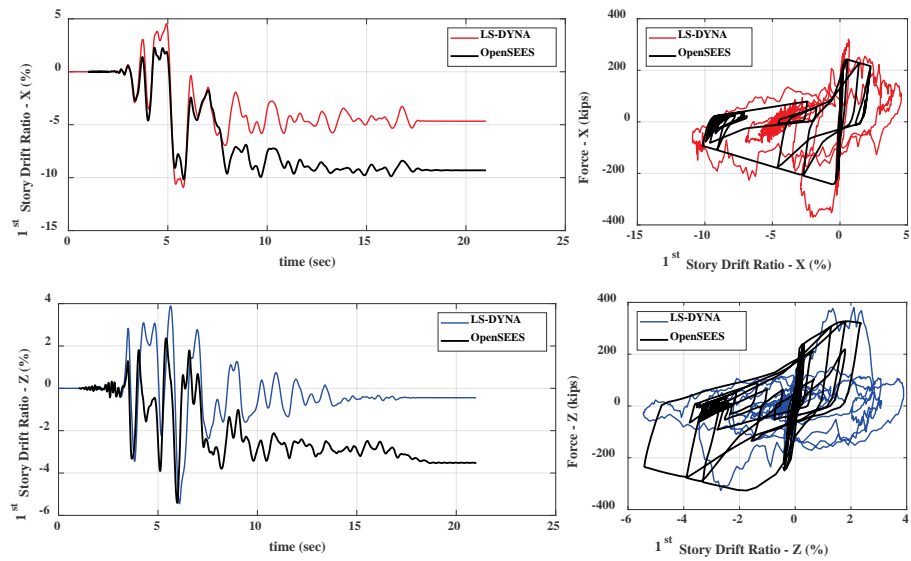 5
0
-5
-10
-15
0
5
10
15
20
25
1st Story Drift Ratio - X (%)
time (sec)
LS-DYNA
OpenSEES
400
200
0
-200
-400
-15
-10
-5
0
5
Force - X (kips)
1st Story Drift Ratio - X (%)
LS-DYNA
OpenSEES
4
2
0
-2
-4
-6
0
5
10
15
20
25
1st Story Drift Ratio - Z (%)
time (sec)
LS-DYNA
OpenSEES
400
200
0
-200
-400
-6
-4
-2
0
2
4
Force - Z (kips)
1st Story Drift Ratio - Z (%)
LS-DYNA
OpenSEES